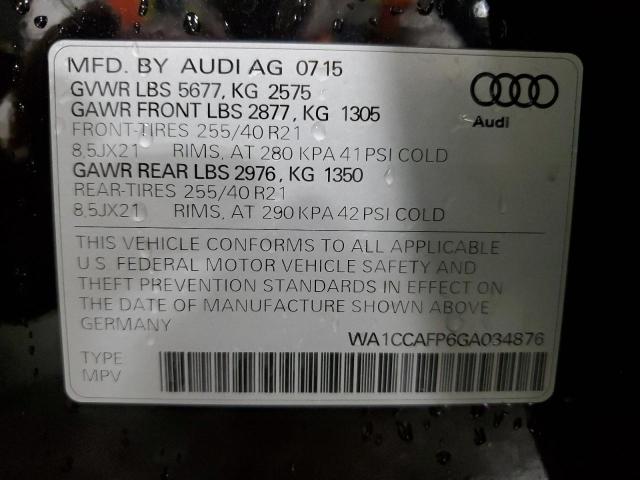 MFD. BY AUDI AG 07 15
GVWR LBS 5677, KG 2575
GAWR FRONT LBS 2877, KG 1305
FRONT-TIRES 255/40 R21
8,5JX21 RIMS, AT 280 KPA 41 PSI COLD
GAWR REAR LBS 2976, KG 1350
REAR-TIRES 255/40 R21
8,5JX21 RIMS, AT 290 KPA 42 PSI COLD
Audi
THIS VEHICLE CONFORMS TO ALL APPLICABLE
U.S. FEDERAL MOTOR VEHICLE SAFETY AND
THEFT PREVENTION STANDARDS IN EFFECT ON
THE DATE OF MANUFACTURE SHOWN ABOVE
GERMANY
WA1CCAFP6GA034876
TYPE
MPV